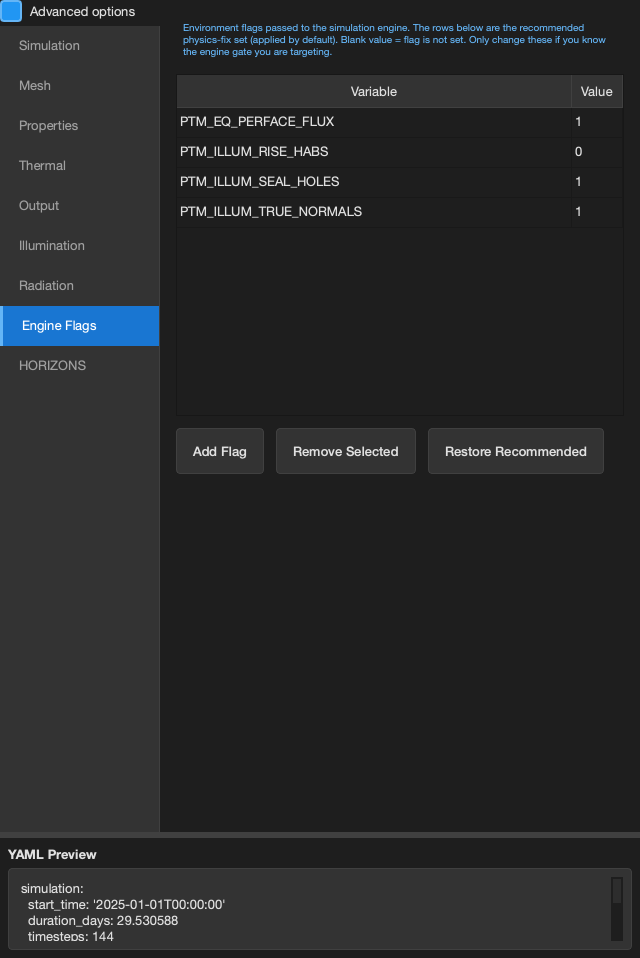 Advanced options
Simulation
Mesh
Properties
Thermal
Output
Illumination
Radiation
Engine Flags
HORIZONS
Environment flags passed to the simulation engine. The rows below are the recommended
physics-fix set (applied by default). Blank value = flag is not set. Only change these if you know
the engine gate you are targeting.
Variable Value
PTM_EQ_PERFACE_FLUX 1
PTM_ILLUM_RISE_HABS 0
PTM_ILLUM_SEAL_HOLES 1
PTM_ILLUM_TRUE_NORMALS 1
Add Flag Remove Selected Restore Recommended
YAML Preview
simulation:
start_time: '2025-01-01T00:00:00'
duration_days: 29.530588
timesteps: 144